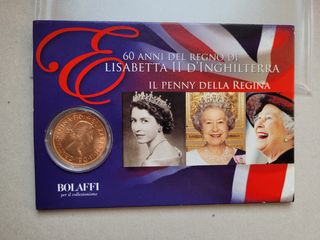 60 ANNI DEL REGNO DI
ELISABETTA II D'INGHILTERRA
IL PENNY DELLA REGINA
BOLAFFI
per il collezionismo